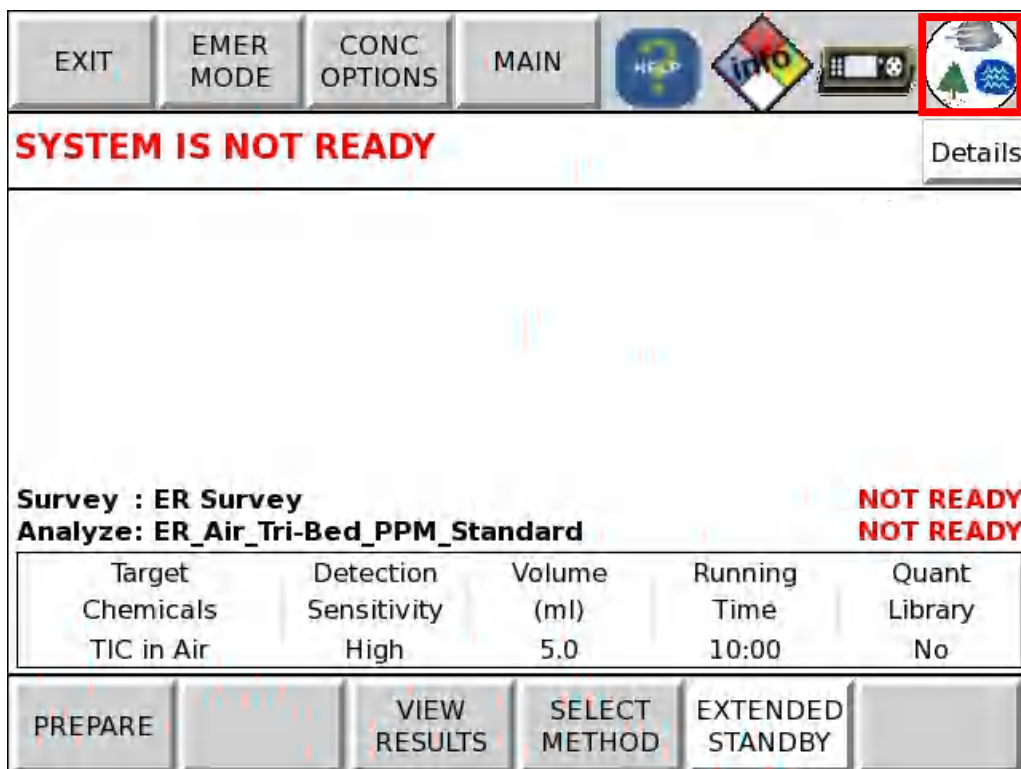 EXIT
EMER
MODE
CONC
OPTIONS
MAIN
HELP
info
SYSTEM IS NOT READY
Details
Survey : ER Survey
NOT READY
Analyze: ER_Air_Tri-Bed_PPM_Standard
NOT READY
Target
Chemicals
Detection
Sensitivity
Volume
(ml)
Running
Time
Quant
Library
TIC in Air
High
5.0
10:00
No
PREPARE
VIEW
RESULTS
SELECT
METHOD
EXTENDED
STANDBY